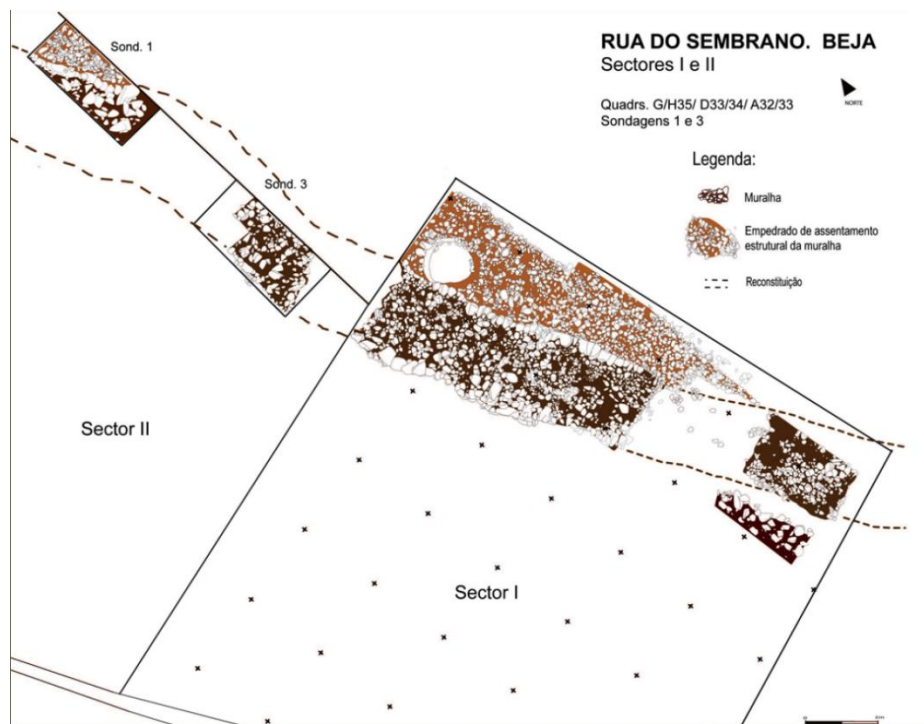 RUA DO SEMBRANO. BEJA
Sectores I e II
Quadrs. G/H35/ D33/34/ A32/33
Sondagens 1 e 3
NORTE
Legenda:
Muralha
Empedrado de assentamento
estrutural da muralha
Reconstituição
Sond. 1
Sond. 3
Sector II
Sector I